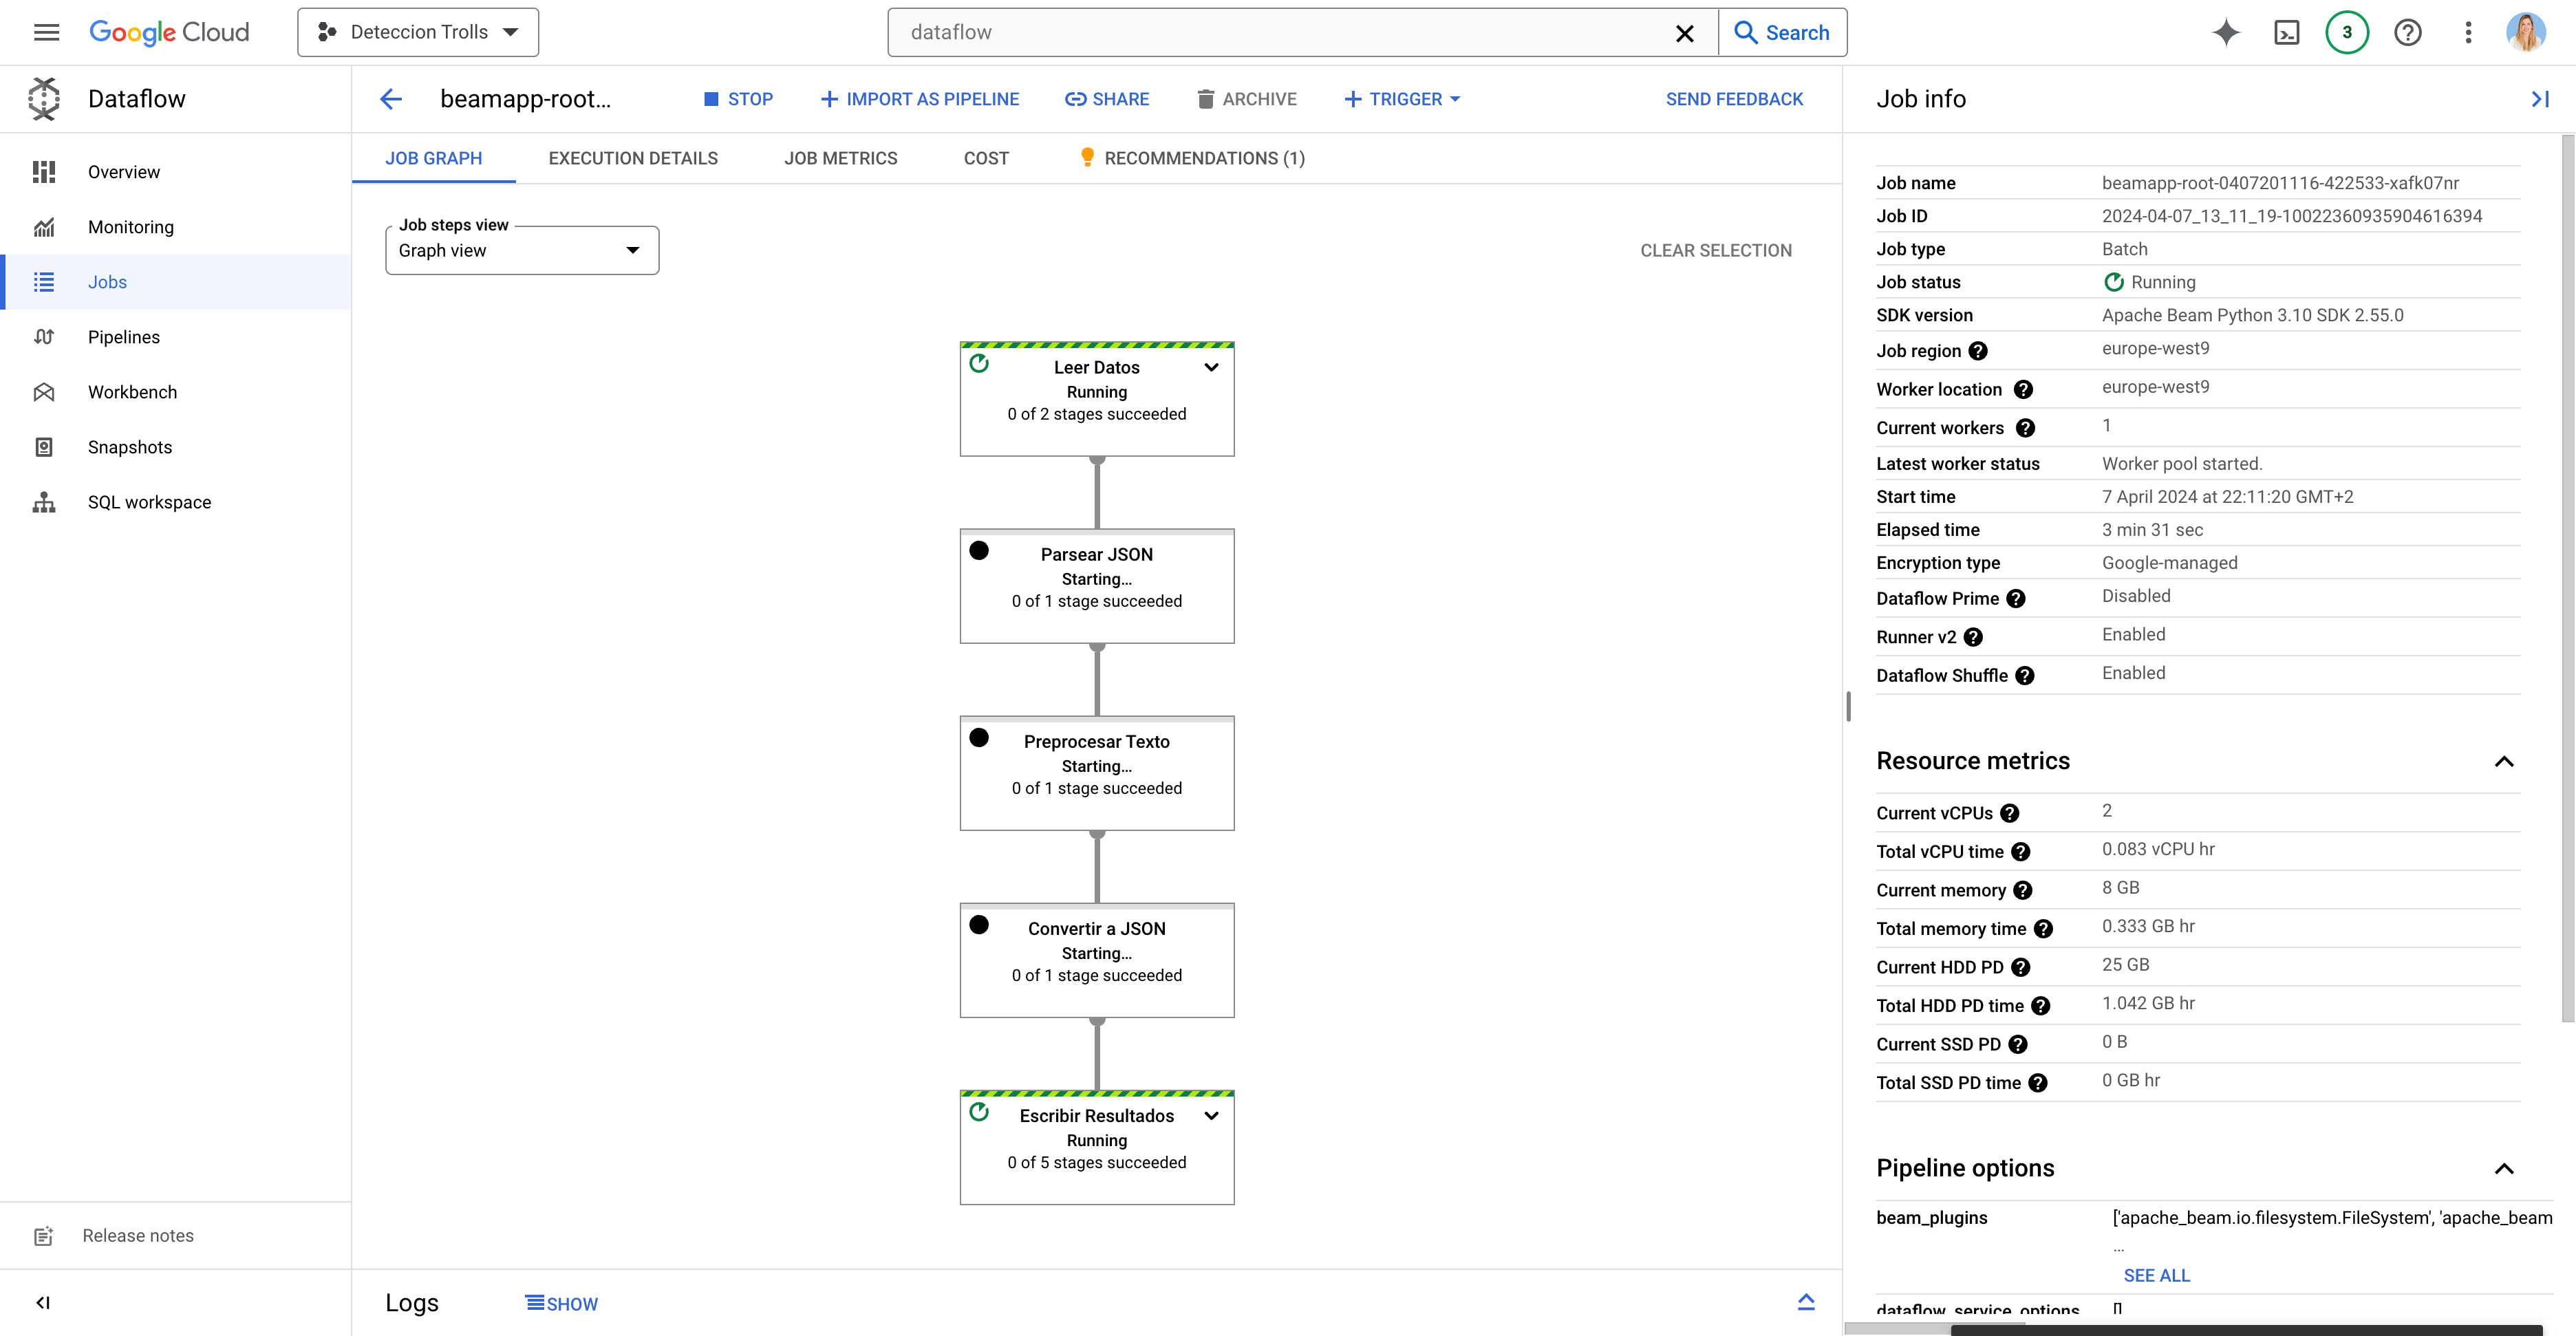 Google Cloud
Deteccion Trolls
dataflow
Search
3
Dataflow
beamapp-root...
STOP
IMPORT AS PIPELINE
SHARE
ARCHIVE
TRIGGER
SEND FEEDBACK
Job info
Overview
Monitoring
Jobs
Pipelines
Workbench
Snapshots
SQL workspace
Release notes
JOB GRAPH
EXECUTION DETAILS
JOB METRICS
COST
RECOMMENDATIONS (1)
Job steps view
Graph view
CLEAR SELECTION
Leer Datos
Running
0 of 2 stages succeeded
Parsear JSON
Starting...
0 of 1 stage succeeded
Preprocesar Texto
Starting...
0 of 1 stage succeeded
Convertir a JSON
Starting...
0 of 1 stage succeeded
Escribir Resultados
Running
0 of 5 stages succeeded
Logs
SHOW
Job name beamapp-root-0407201116-422533-xafk07nr
Job ID 2024-04-07_13_11_19-10022360935904616394
Job type Batch
Job status Running
SDK version Apache Beam Python 3.10 SDK 2.55.0
Job region europe-west9
Worker location europe-west9
Current workers 1
Latest worker status Worker pool started.
Start time 7 April 2024 at 22:11:20 GMT+2
Elapsed time 3 min 31 sec
Encryption type Google-managed
Dataflow Prime Disabled
Runner v2 Enabled
Dataflow Shuffle Enabled
Resource metrics
Current vCPUs 2
Total vCPU time 0.083 vCPU hr
Current memory 8 GB
Total memory time 0.333 GB hr
Current HDD PD 25 GB
Total HDD PD time 1.042 GB hr
Current SSD PD 0 B
Total SSD PD time 0 GB hr
Pipeline options
beam_plugins ['apache_beam.io.filesystem.FileSystem', 'apache_beam
...
SEE ALL
dataflow_service_options []